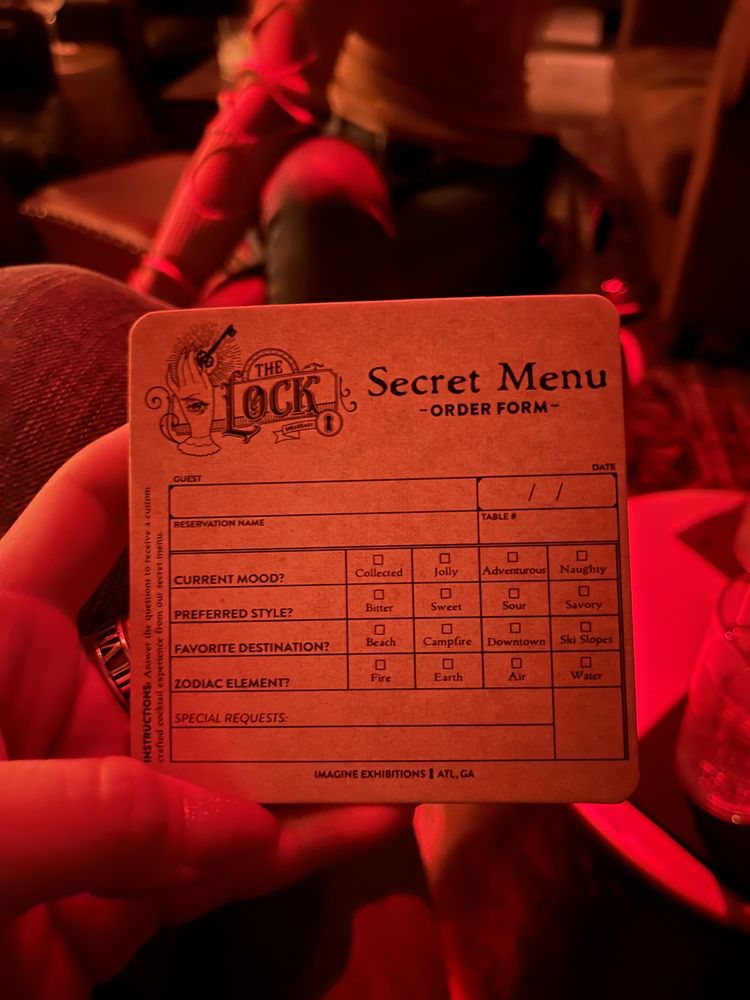 THE
LOCK
SPEAKEASY
Secret Menu
-ORDER FORM-
GUEST
DATE
/ /
RESERVATION NAME
TABLE #
CURRENT MOOD? Collected Jolly Adventurous Naughty
PREFERRED STYLE? Bitter Sweet Sour Savory
FAVORITE DESTINATION? Beach Campfire Downtown Ski Slopes
ZODIAC ELEMENT? Fire Earth Air Water
SPECIAL REQUESTS:
INSTRUCTIONS: Answer the questions to receive a custom
crafted cocktail experience from our secret menu.
IMAGINE EXHIBITIONS ATL, GA